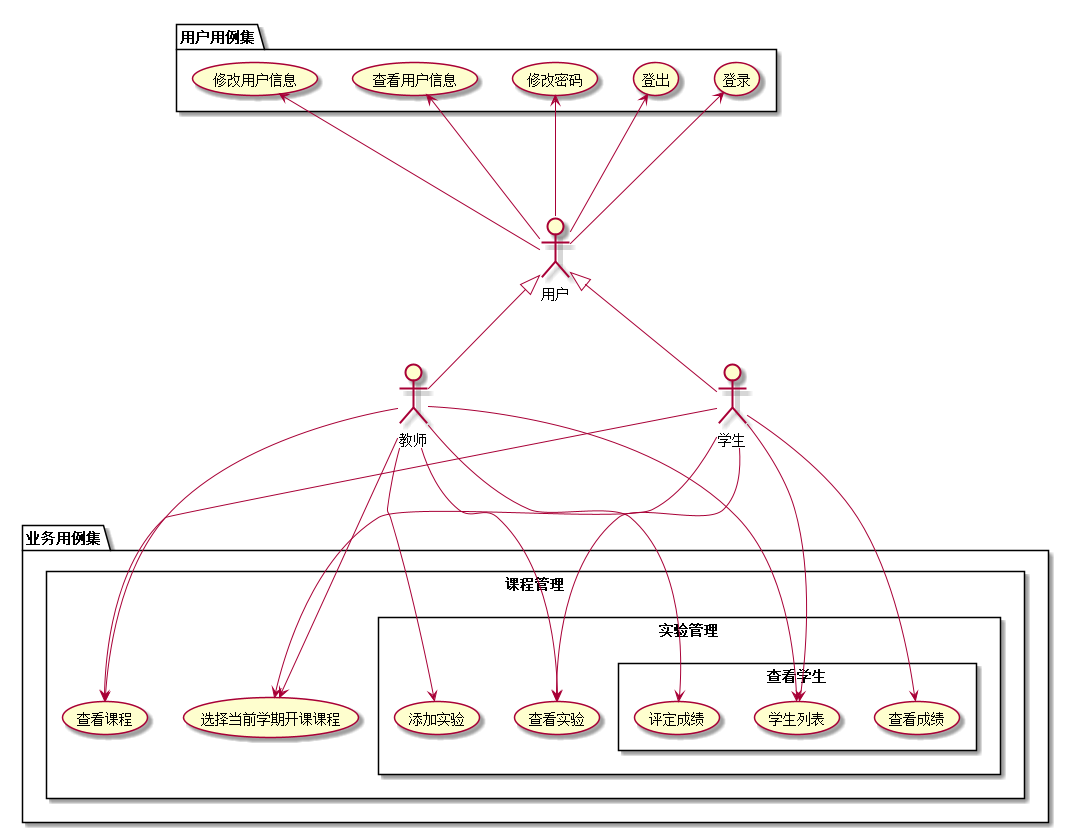 用户用例集
修改用户信息
查看用户信息
修改密码
登出
登录
用户
教师
学生
业务用例集
课程管理
实验管理
查看学生
查看课程
选择当前学期开课课程
添加实验
查看实验
评定成绩
学生列表
查看成绩